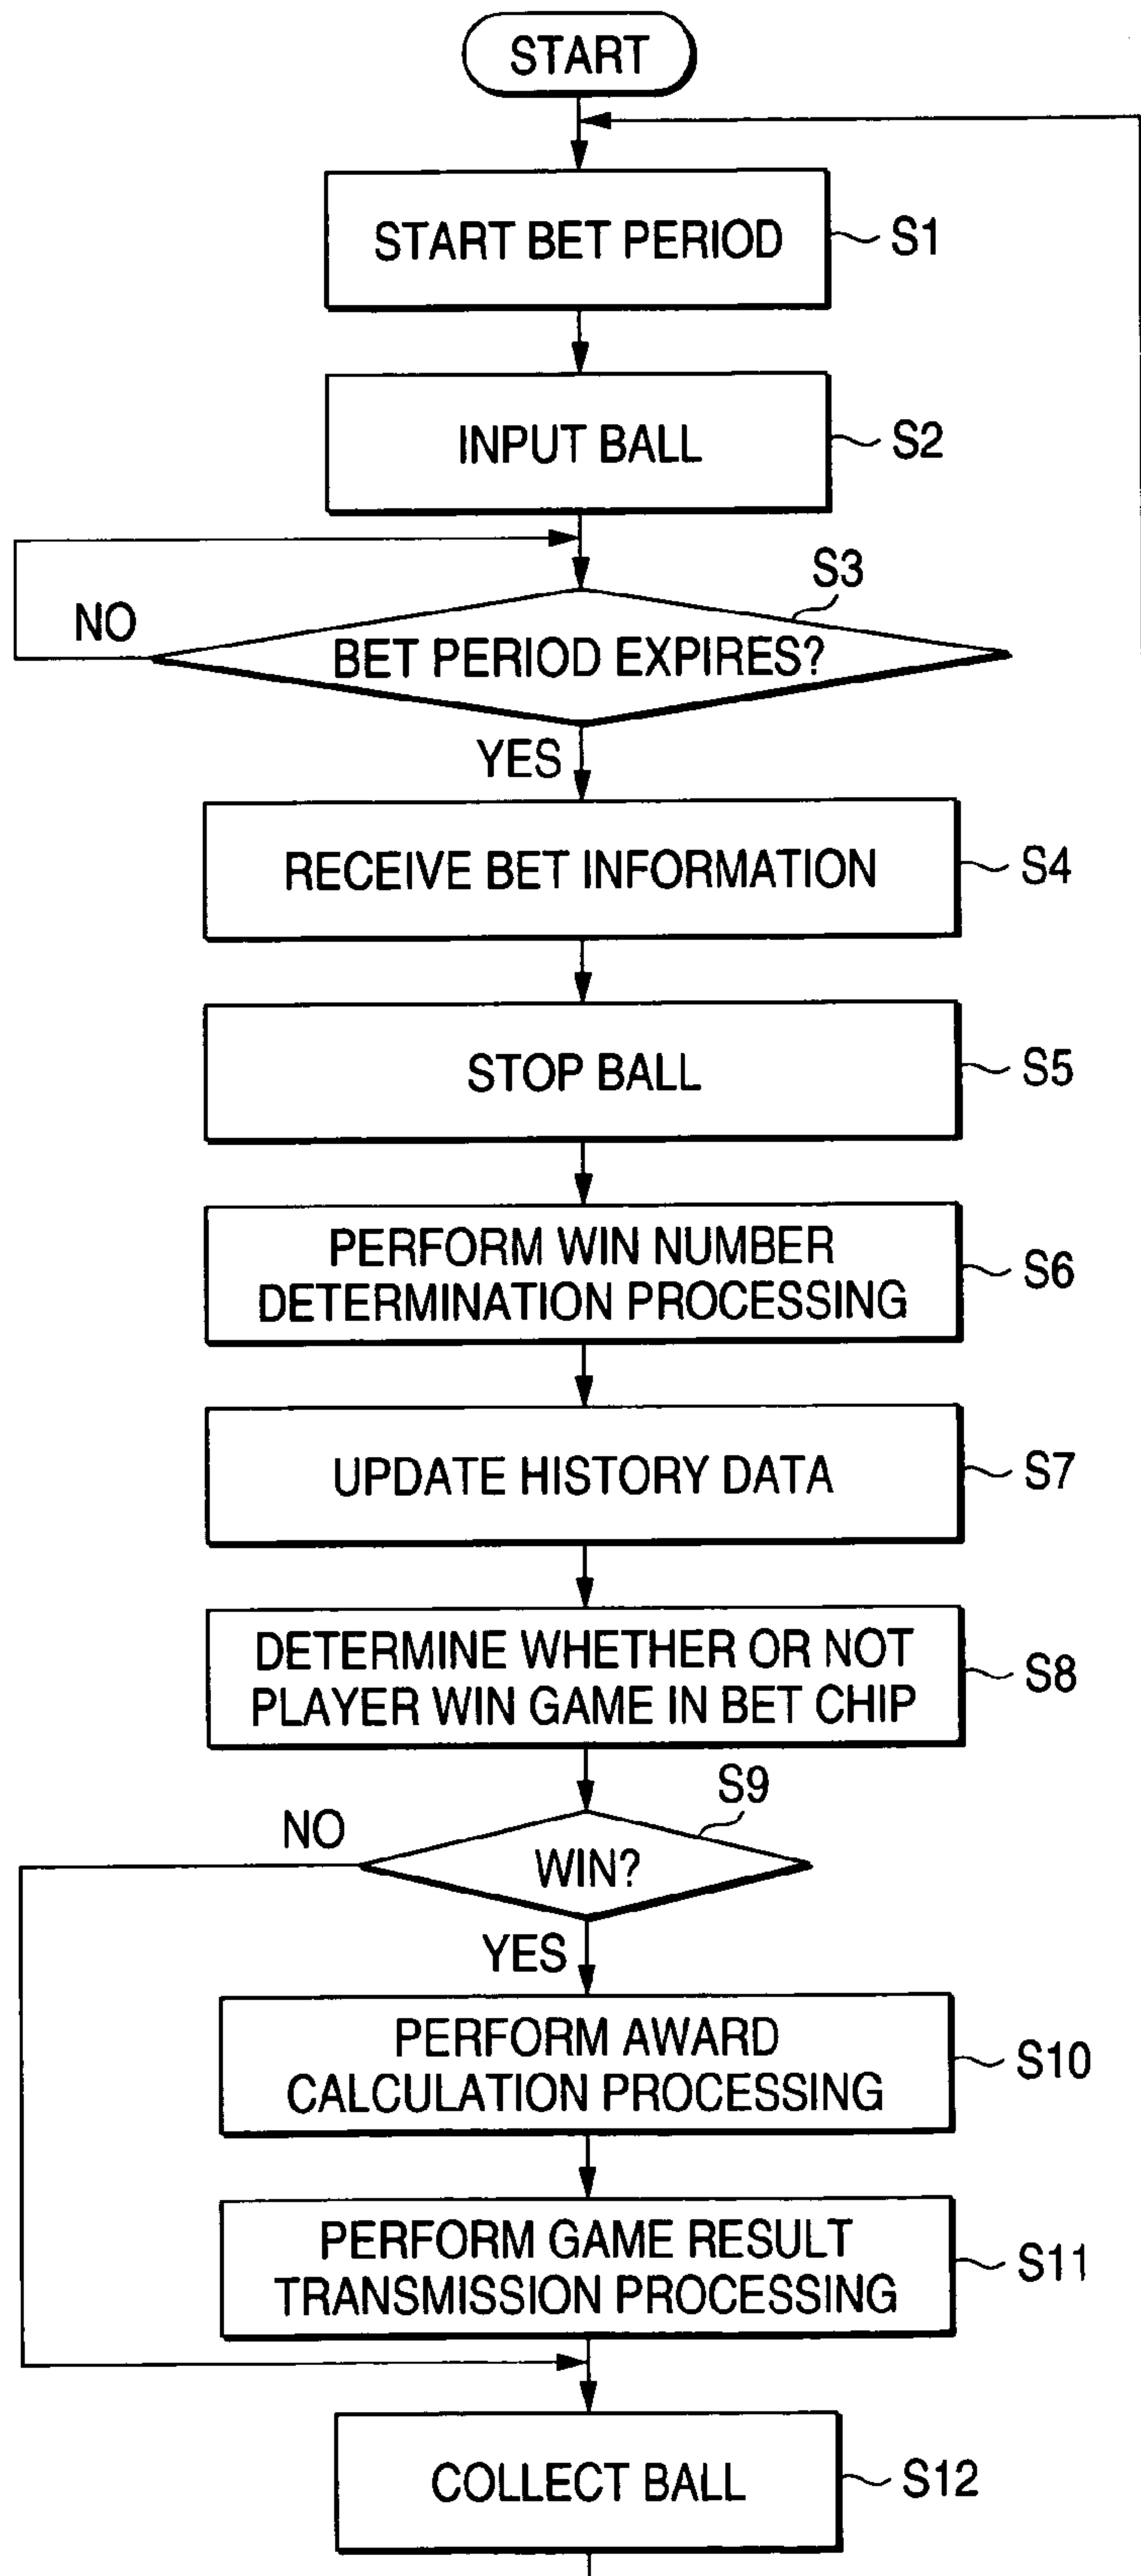 START
START BET PERIOD
S1
INPUT BALL
S2
S3
NO
BET PERIOD EXPIRES?
YES
RECEIVE BET INFORMATION
S4
STOP BALL
S5
PERFORM WIN NUMBER
DETERMINATION PROCESSING
S6
UPDATE HISTORY DATA
S7
DETERMINE WHETHER OR NOT
PLAYER WIN GAME IN BET CHIP
S8
S9
NO
WIN?
YES
PERFORM AWARD
CALCULATION PROCESSING
S10
PERFORM GAME RESULT
TRANSMISSION PROCESSING
S11
COLLECT BALL
S12